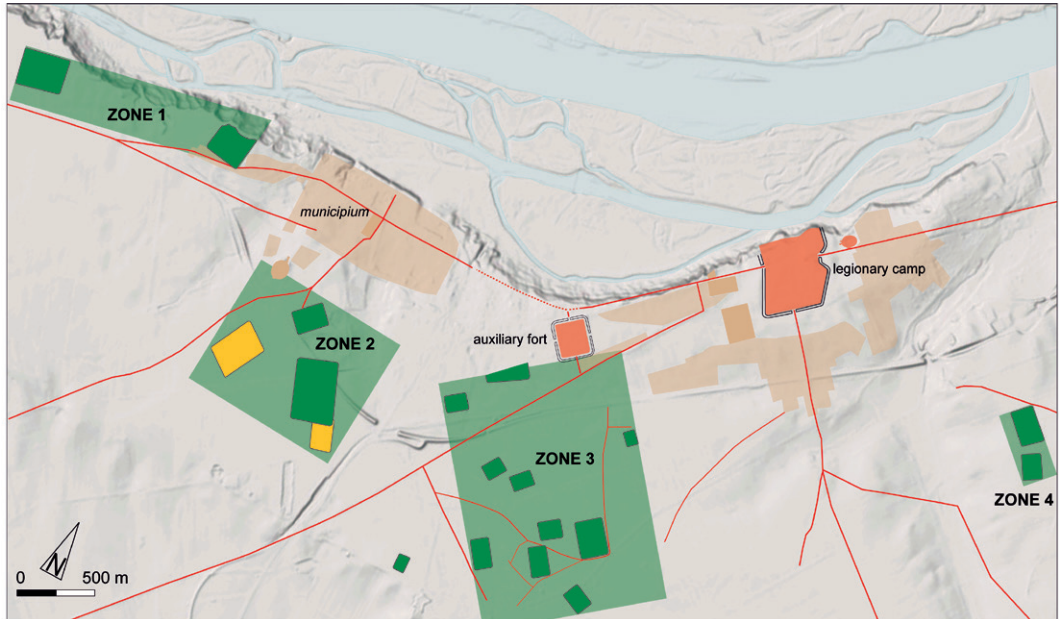 ZONE 1
municipium
legionary camp
auxiliary fort
ZONE 2
ZONE 3
ZONE 4
N
0 500 m